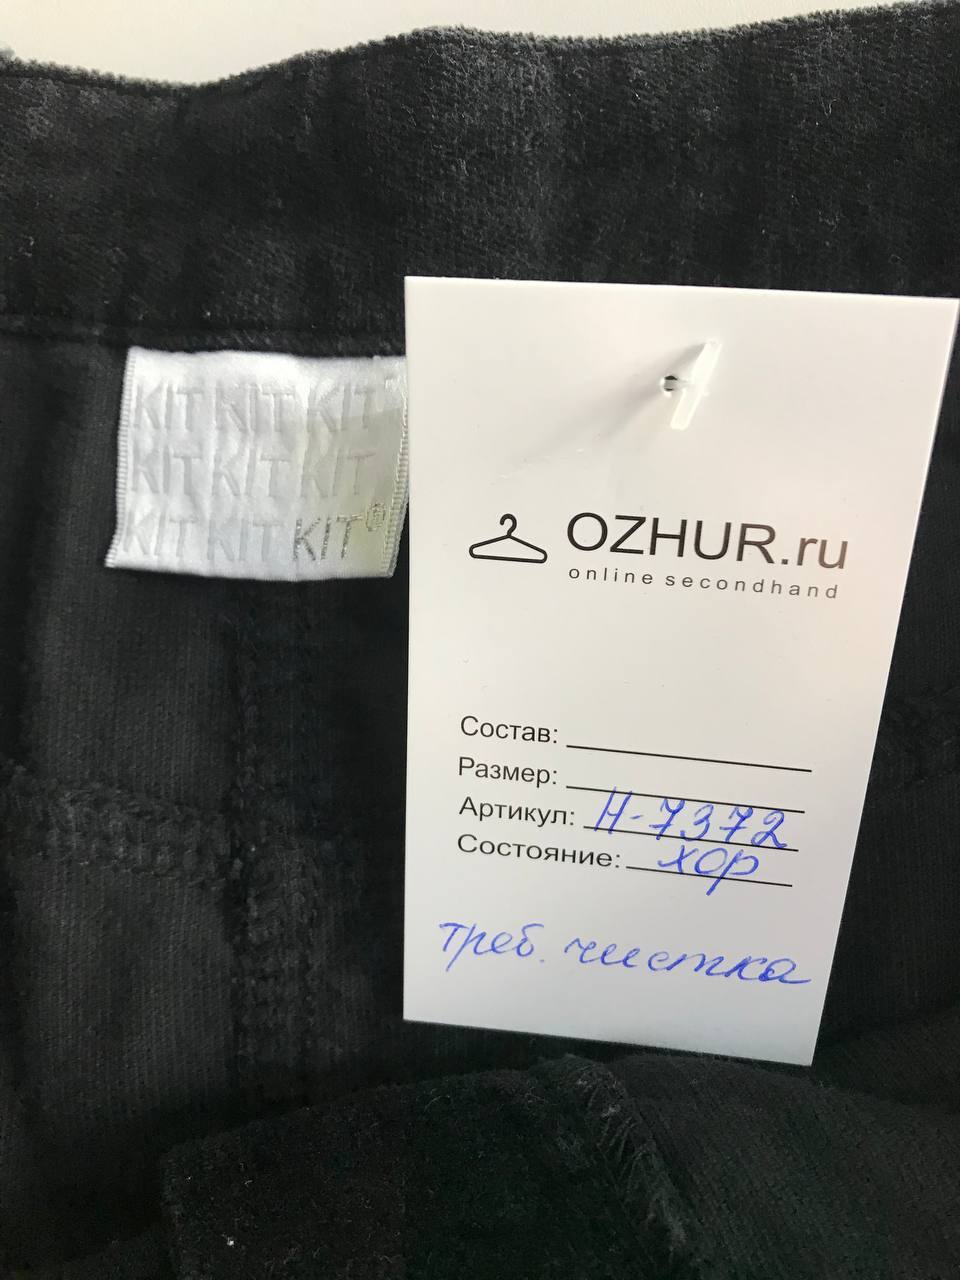 KIT KIT KIT
KIT KIT KIT
KIT KIT KIT®
OZHUR.ru
online secondhand
Состав:
Размер:
Артикул: Н-7372
Состояние: хор
треб. чистка